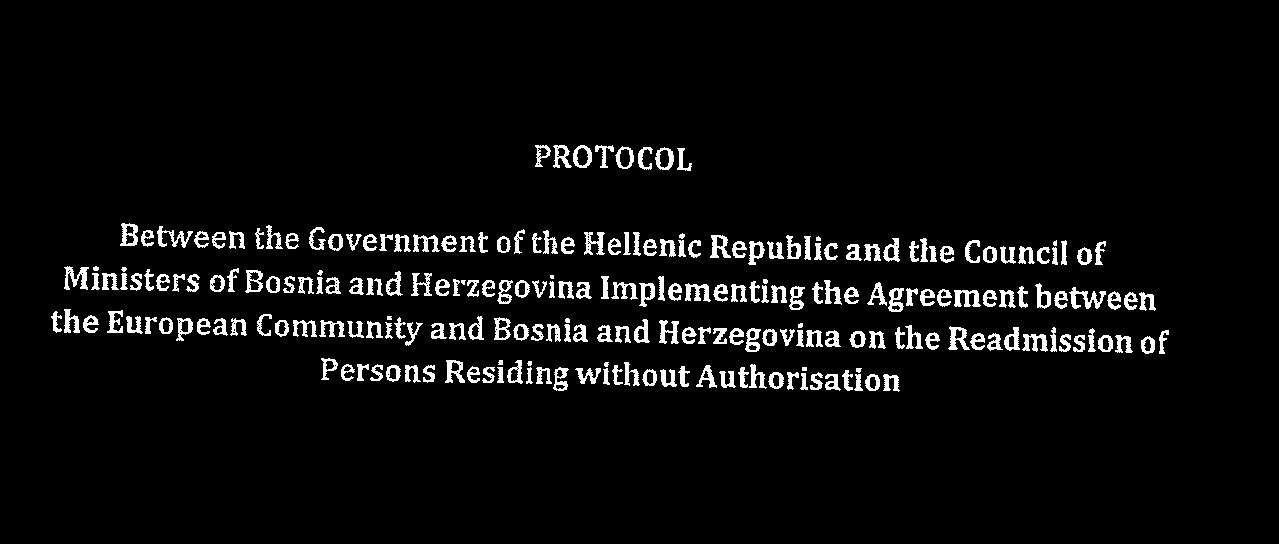 PROTOCOL
Between the Government of the Hellenic Republic and the Council of
Ministers of Bosnia and Herzegovina Implementing the Agreement between
the European Community and Bosnia and Herzegovina on the Readmission of
Persons Residing without Authorisation